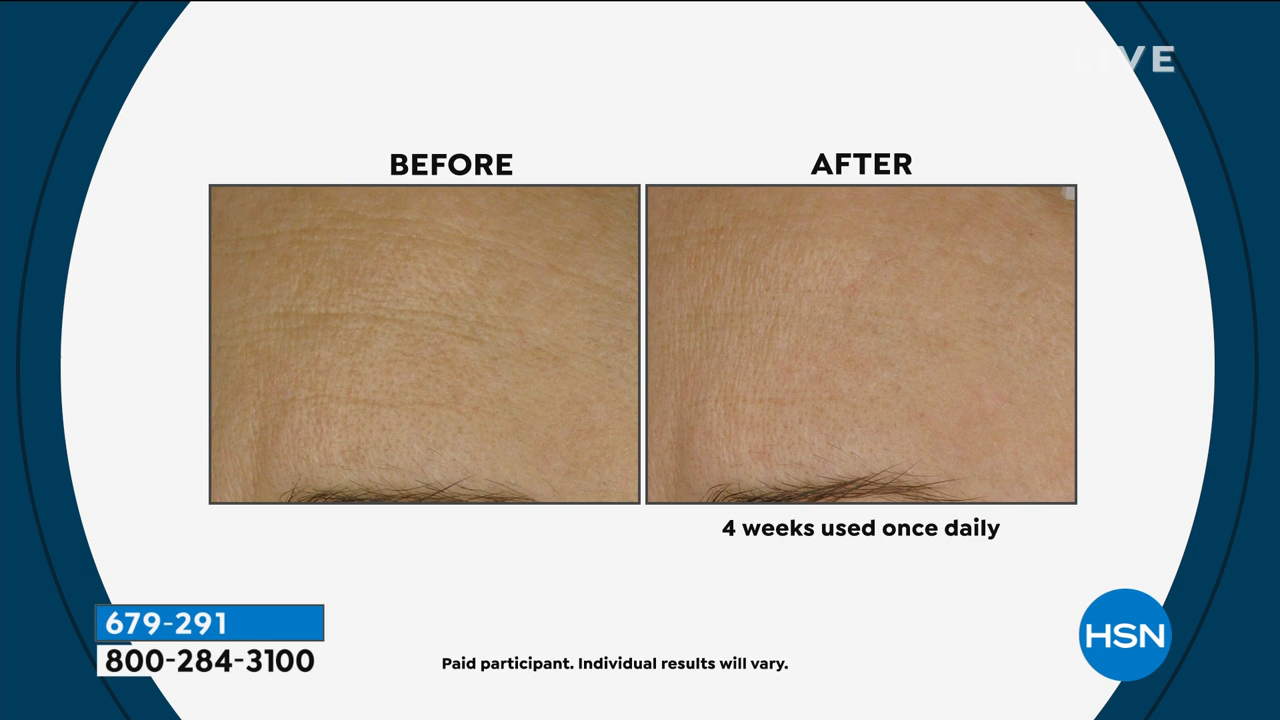 LIVE
BEFORE
AFTER
4 weeks used once daily
679-291
800-284-3100
Paid participant. Individual results will vary.
HSN